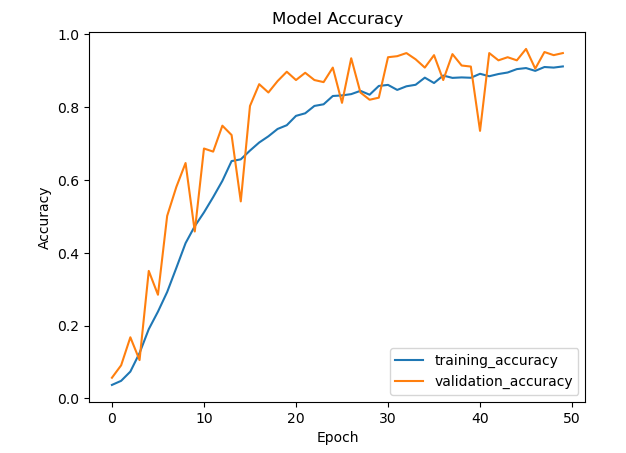 Model Accuracy
1.0
0.8
0.6
0.4
0.2
0.0
Accuracy
0 10 20 30 40 50
Epoch
training_accuracy
validation_accuracy